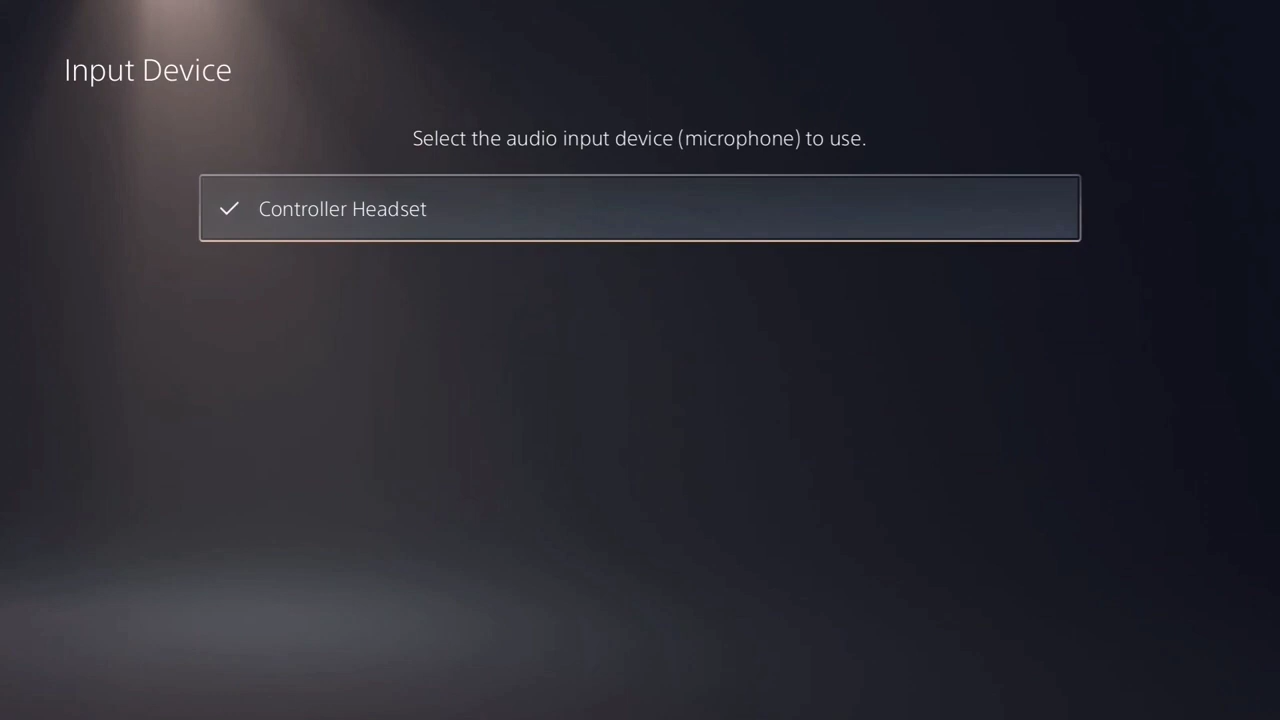 Input Device
Select the audio input device (microphone) to use.
Controller Headset